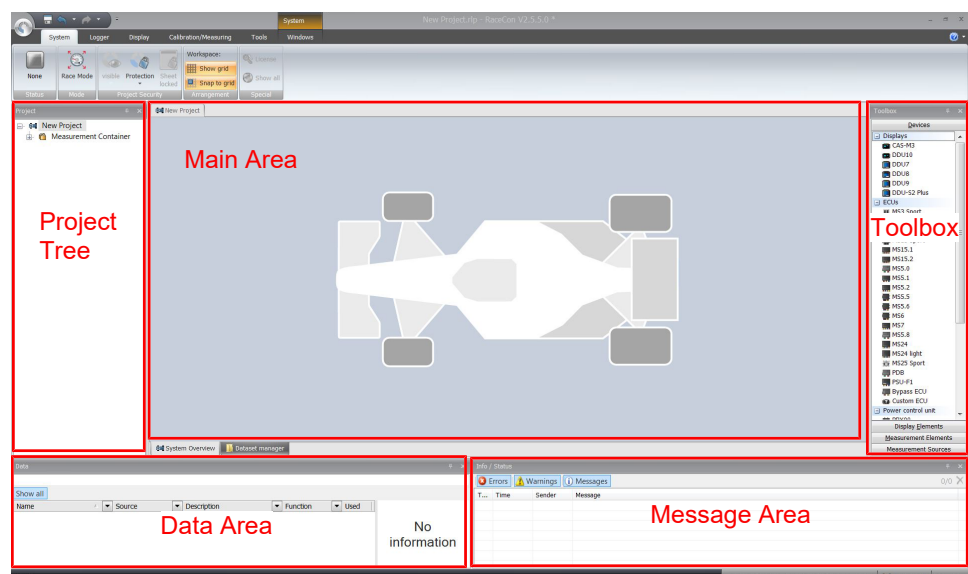 System
New Project.rlp - RaceCon V2.5.5.0 *
System Logger Display Calibration/Measuring Tools Windows
Workspace:
None Race Mode visible Protection Sheet locked Show grid License
Snap to grid Show all
Status Mode Project Security Arrangement Special
Project
New Project
Toolbox
New Project
Measurement Container
Main Area
Project
Tree
Devices
Displays
CAS-M3
DDU10
DDU7
DDU8
DDU9
DDU-S2 Plus
ECUs
MS3 Sport
Toolbox
MS15.1
MS15.2
MS5.0
MS5.1
MS5.2
MS5.5
MS5.6
MS6
MS7
MS5.8
MS24
MS24 light
MS25 Sport
PDB
PSU-F1
Bypass ECU
Custom ECU
Power control unit
Display Elements
Measurement Elements
Measurement Sources
System Overview Dataset manager
Data
Show all
Name Source Description Function Used
Data Area
No
information
Info / Status
Errors Warnings Messages 0/0
T... Time Sender Message
Message Area